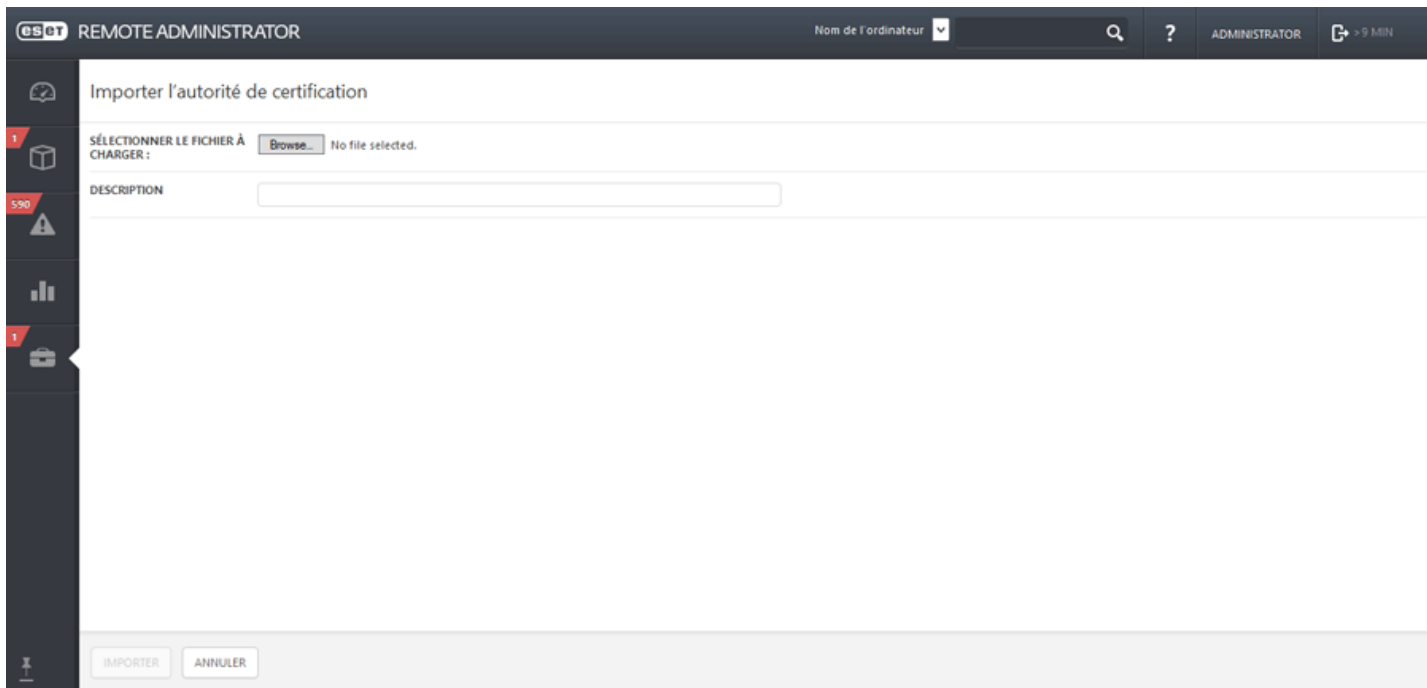 eset REMOTE ADMINISTRATOR
Nom de l'ordinateur
?
ADMINISTRATOR
>9 MIN
Importer l'autorité de certification
1
SÉLECTIONNER LE FICHIER À
CHARGER :
Browse... No file selected.
DESCRIPTION
590
1
IMPORTER
ANNULER